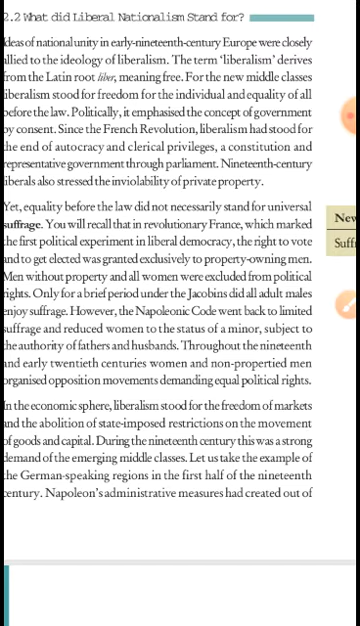 2.2 What did Liberal Nationalism Stand for?
Ideas of national unity in early-nineteenth-century Europe were closely
allied to the ideology of liberalism. The term ‘liberalism’ derives
from the Latin root liber, meaning free. For the new middle classes
liberalism stood for freedom for the individual and equality of all
before the law. Politically, it emphasised the concept of government
by consent. Since the French Revolution, liberalism had stood for
the end of autocracy and clerical privileges, a constitution and
representative government through parliament. Nineteenth-century
liberals also stressed the inviolability of private property.
Yet, equality before the law did not necessarily stand for universal
suffrage. You will recall that in revolutionary France, which marked
the first political experiment in liberal democracy, the right to vote
and to get elected was granted exclusively to property-owning men.
Men without property and all women were excluded from political
rights. Only for a brief period under the Jacobins did all adult males
enjoy suffrage. However, the Napoleonic Code went back to limited
suffrage and reduced women to the status of a minor, subject to
the authority of fathers and husbands. Throughout the nineteenth
and early twentieth centuries women and non-propertied men
organised opposition movements demanding equal political rights.
In the economic sphere, liberalism stood for the freedom of markets
and the abolition of state-imposed restrictions on the movement
of goods and capital. During the nineteenth century this was a strong
demand of the emerging middle classes. Let us take the example of
the German-speaking regions in the first half of the nineteenth
century. Napoleon’s administrative measures had created out of
New
Suff